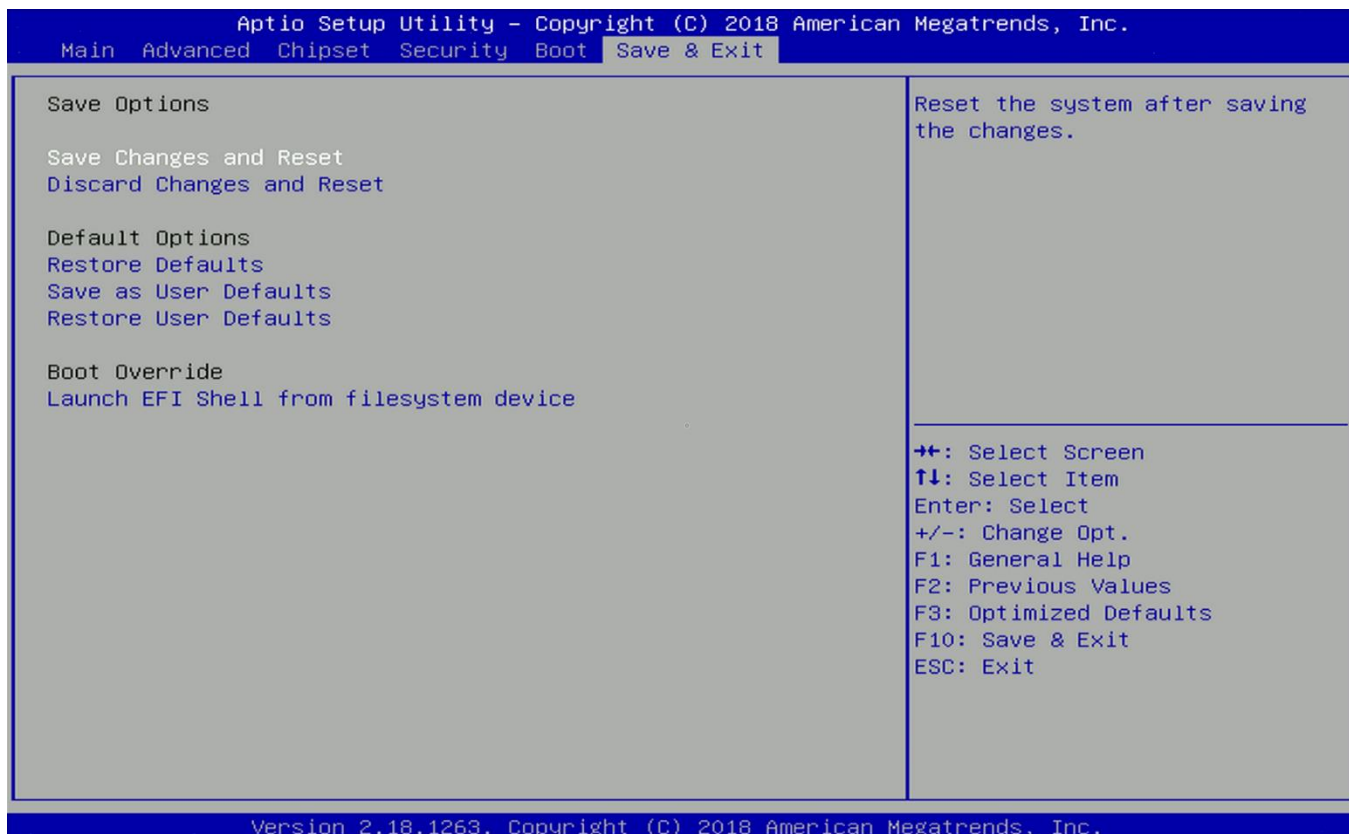 Aptio Setup Utility – Copyright (C) 2018 American Megatrends, Inc.
Main Advanced Chipset Security Boot Save & Exit
Save Options
Save Changes and Reset
Discard Changes and Reset
Default Options
Restore Defaults
Save as User Defaults
Restore User Defaults
Boot Override
Launch EFI Shell from filesystem device
Reset the system after saving
the changes.
→←: Select Screen
↑↓: Select Item
Enter: Select
+/-: Change Opt.
F1: General Help
F2: Previous Values
F3: Optimized Defaults
F10: Save & Exit
ESC: Exit
Version 2.18.1263. Copyright (C) 2018 American Megatrends, Inc.